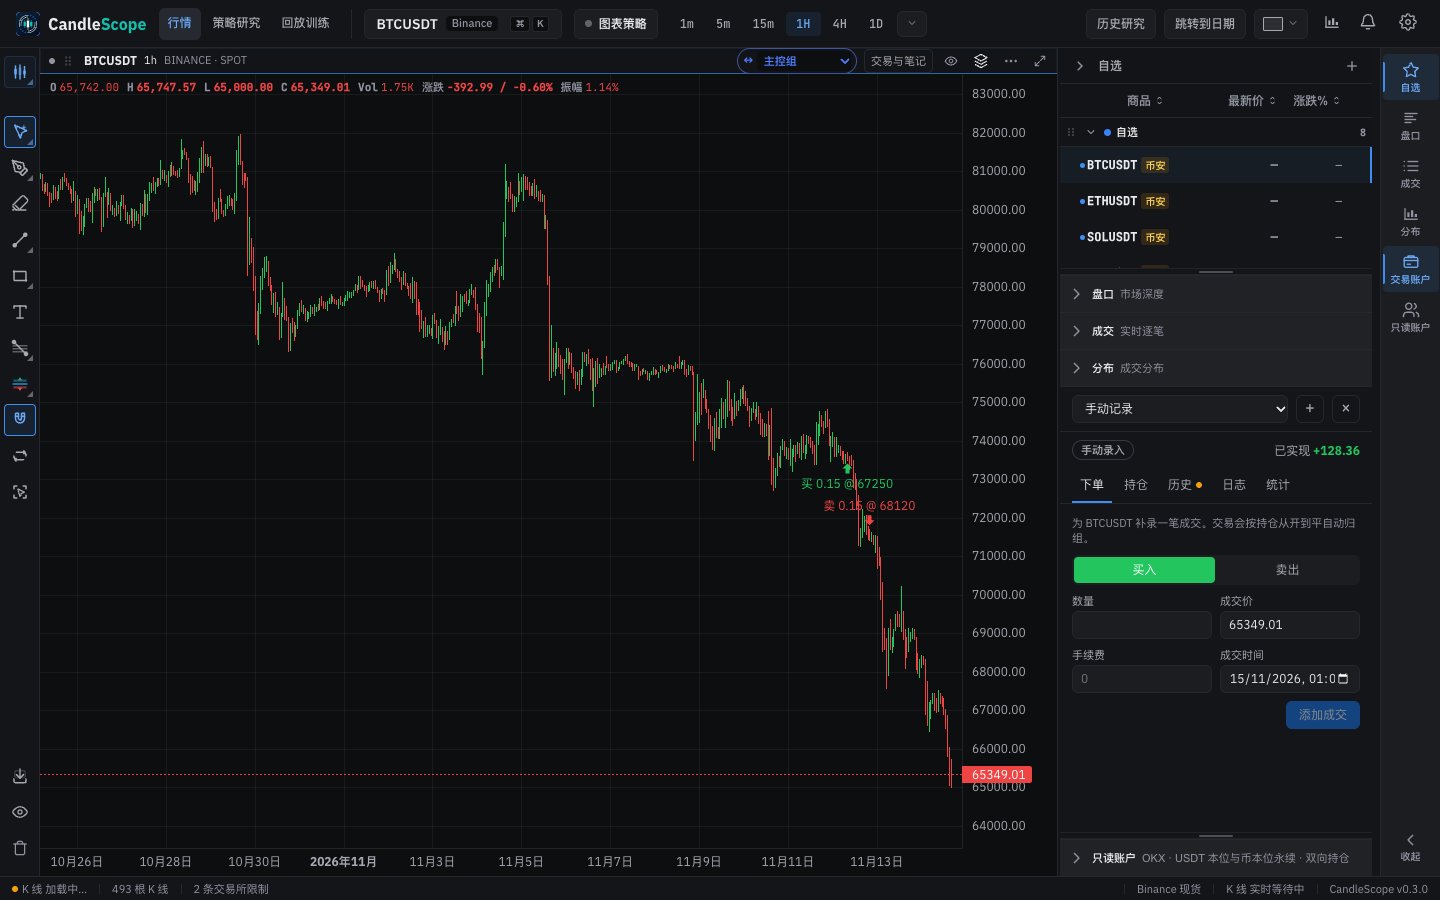 CandleScope 行情 策略研究 回放训练 BTCUSDT Binance ⌘ K 图表策略 1m 5m 15m 1H 4H 1D 历史研究 跳转到日期
BTCUSDT 1h BINANCE · SPOT 主控组 交易与笔记
O 65,742.00 H 65,747.57 L 65,000.00 C 65,349.01 Vol 1.75K 涨跌 -392.99 / -0.60% 振幅 1.14%
83000.00
82000.00
81000.00
80000.00
79000.00
78000.00
77000.00
76000.00
75000.00
74000.00
73000.00
72000.00
71000.00
70000.00
69000.00
68000.00
67000.00
66000.00
65349.01
65000.00
64000.00
买 0.15 @ 67250
卖 0.15 @ 68120
10月26日 10月28日 10月30日 2026年11月 11月3日 11月5日 11月7日 11月9日 11月11日 11月13日
自选
商品 最新价 涨跌%
自选 8
BTCUSDT 币安 — —
ETHUSDT 币安 — —
SOLUSDT 币安 — —
盘口 市场深度
成交 实时逐笔
分布 成交分布
手动记录 + ×
手动录入 已实现 +128.36
下单 持仓 历史 日志 统计
为 BTCUSDT 补录一笔成交。交易会按持仓从开到平自动归
组。
买入 卖出
数量 成交价
65349.01
手续费 成交时间
0 15/11/2026, 01:0
添加成交
只读账户 OKX · USDT 本位与币本位永续 · 双向持仓
自选
盘口
成交
分布
交易账户
只读账户
收起
K 线 加载中... 493 根 K 线 2 条交易所限制 Binance 现货 K 线 实时等待中 CandleScope v0.3.0